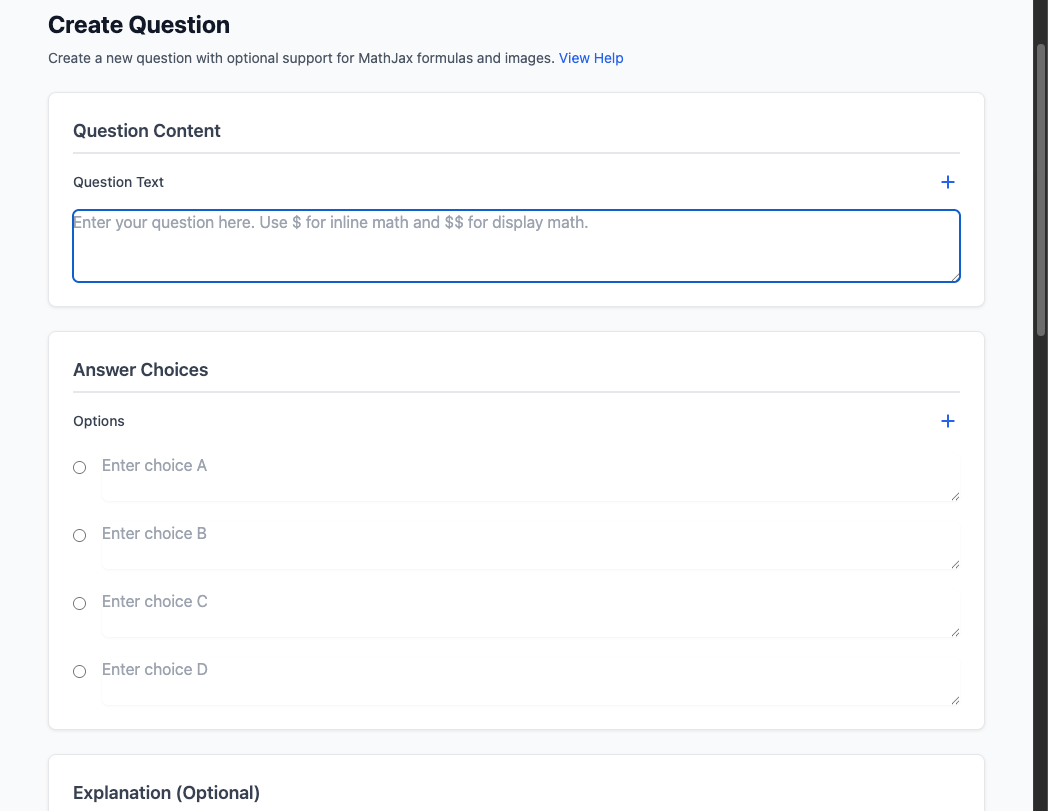 Create Question
Create a new question with optional support for MathJax formulas and images. View Help
Question Content
Question Text
Enter your question here. Use $ for inline math and $$ for display math.
Answer Choices
Options
Enter choice A
Enter choice B
Enter choice C
Enter choice D
Explanation (Optional)